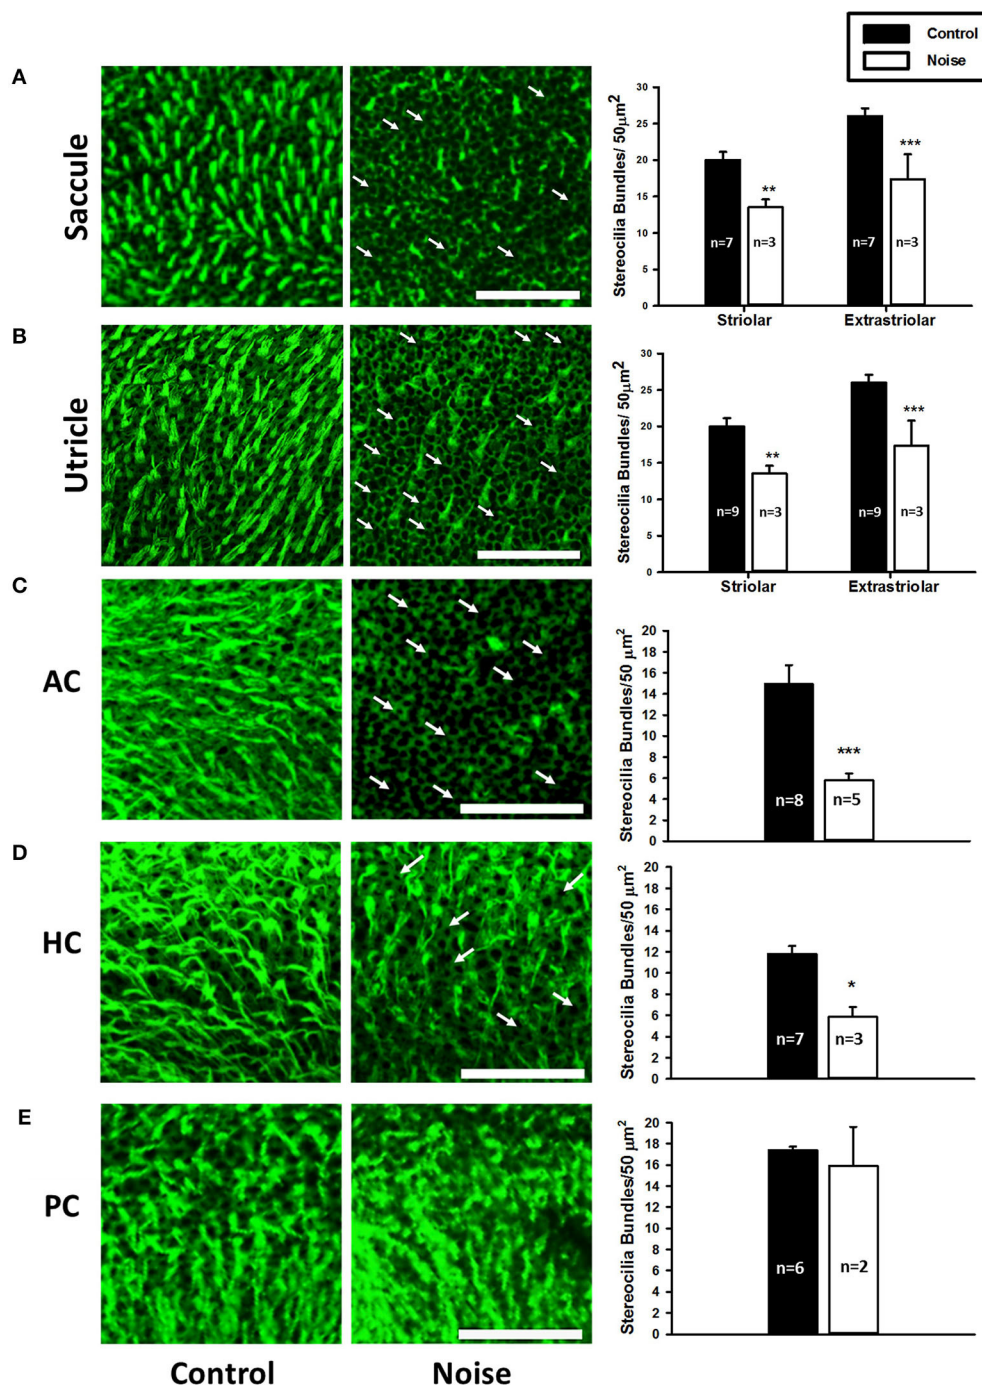 Control
Noise
A
Saccule
Stereocilia Bundles/ 50µm2
30
25
20
15
10
5
0
**
***
n=7
n=3
n=7
n=3
Striolar
Extrastriolar
B
Utricle
Stereocilia Bundles/ 50µm2
30
25
20
15
10
5
0
**
***
n=9
n=3
n=9
n=3
Striolar
Extrastriolar
C
AC
Stereocilia Bundles/50 µm2
20
18
16
14
12
10
8
6
4
2
0
***
n=8
n=5
D
HC
Stereocilia Bundles/50 µm2
20
18
16
14
12
10
8
6
4
2
0
*
n=7
n=3
E
PC
Stereocilia Bundles/50 µm2
20
18
16
14
12
10
8
6
4
2
0
n=6
n=2
Control
Noise